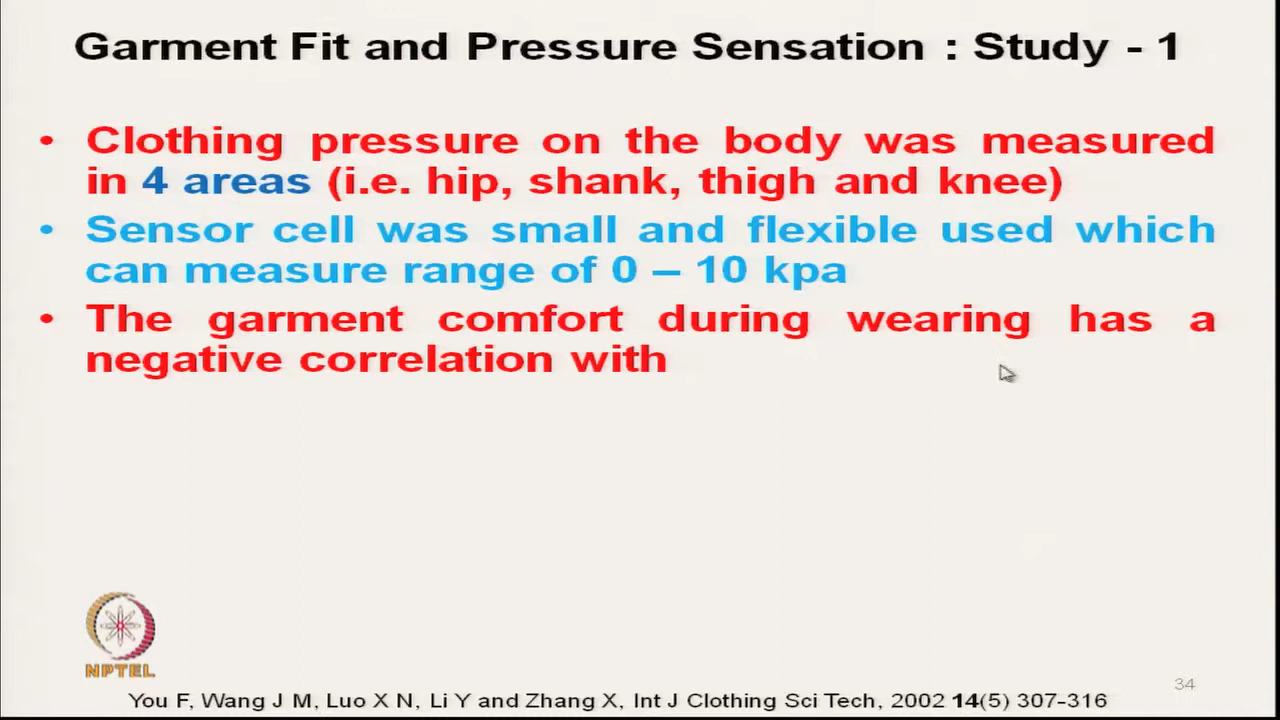 Garment Fit and Pressure Sensation : Study - 1
• Clothing pressure on the body was measured
in 4 areas (i.e. hip, shank, thigh and knee)
• Sensor cell was small and flexible used which
can measure range of 0 – 10 kpa
• The garment comfort during wearing has a
negative correlation with
NPTEL
34
You F, Wang J M, Luo X N, Li Y and Zhang X, Int J Clothing Sci Tech, 2002 14(5) 307-316